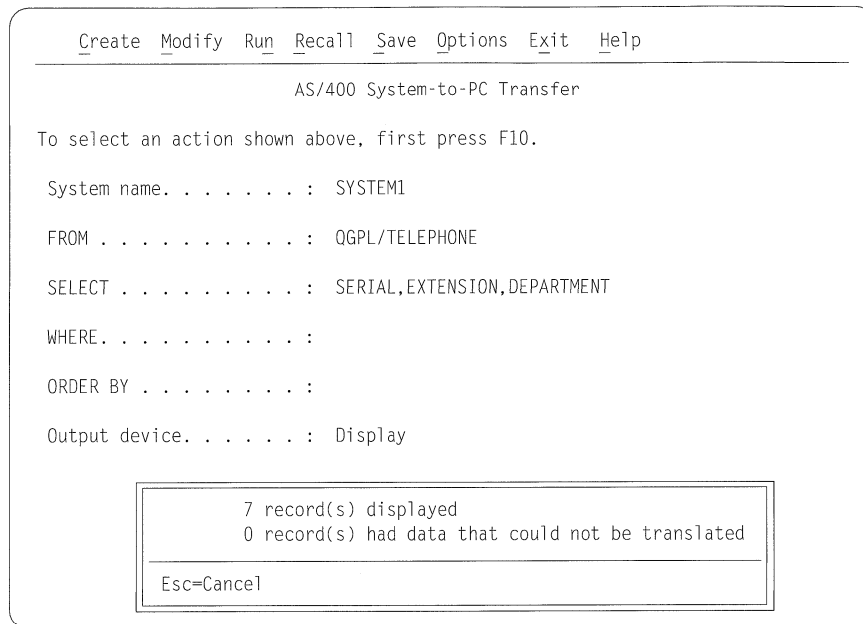 Create Modify Run Recall Save Options Exit Help
AS/400 System-to-PC Transfer
To select an action shown above, first press F10.
System name. . . . . . . : SYSTEM1
FROM . . . . . . . . . . : QGPL/TELEPHONE
SELECT . . . . . . . . . : SERIAL,EXTENSION,DEPARTMENT
WHERE. . . . . . . . . . :
ORDER BY . . . . . . . . :
Output device. . . . . . : Display
7 record(s) displayed
0 record(s) had data that could not be translated
Esc=Cancel